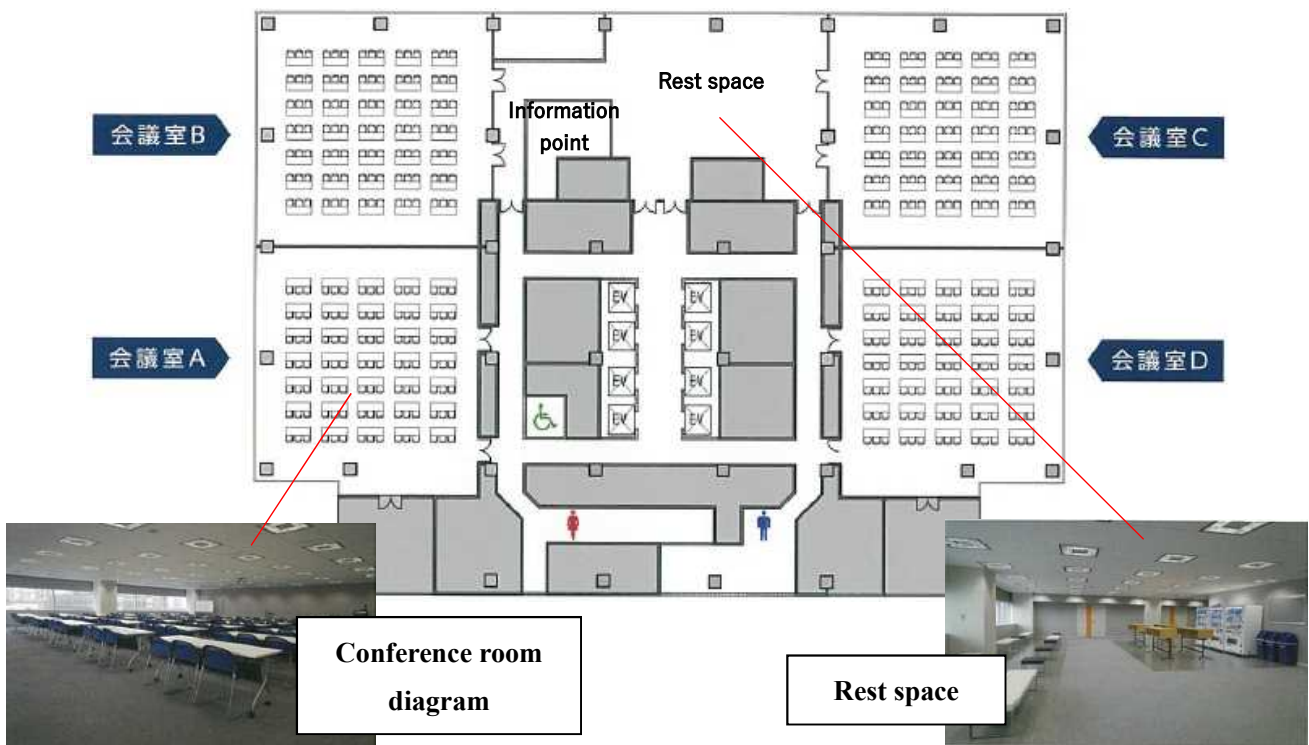 Rest space
Information
point
会議室B
会議室C
EV
EV
EV
EV
EV
EV
EV
EV
会議室A
会議室D
Conference room
diagram
Rest space